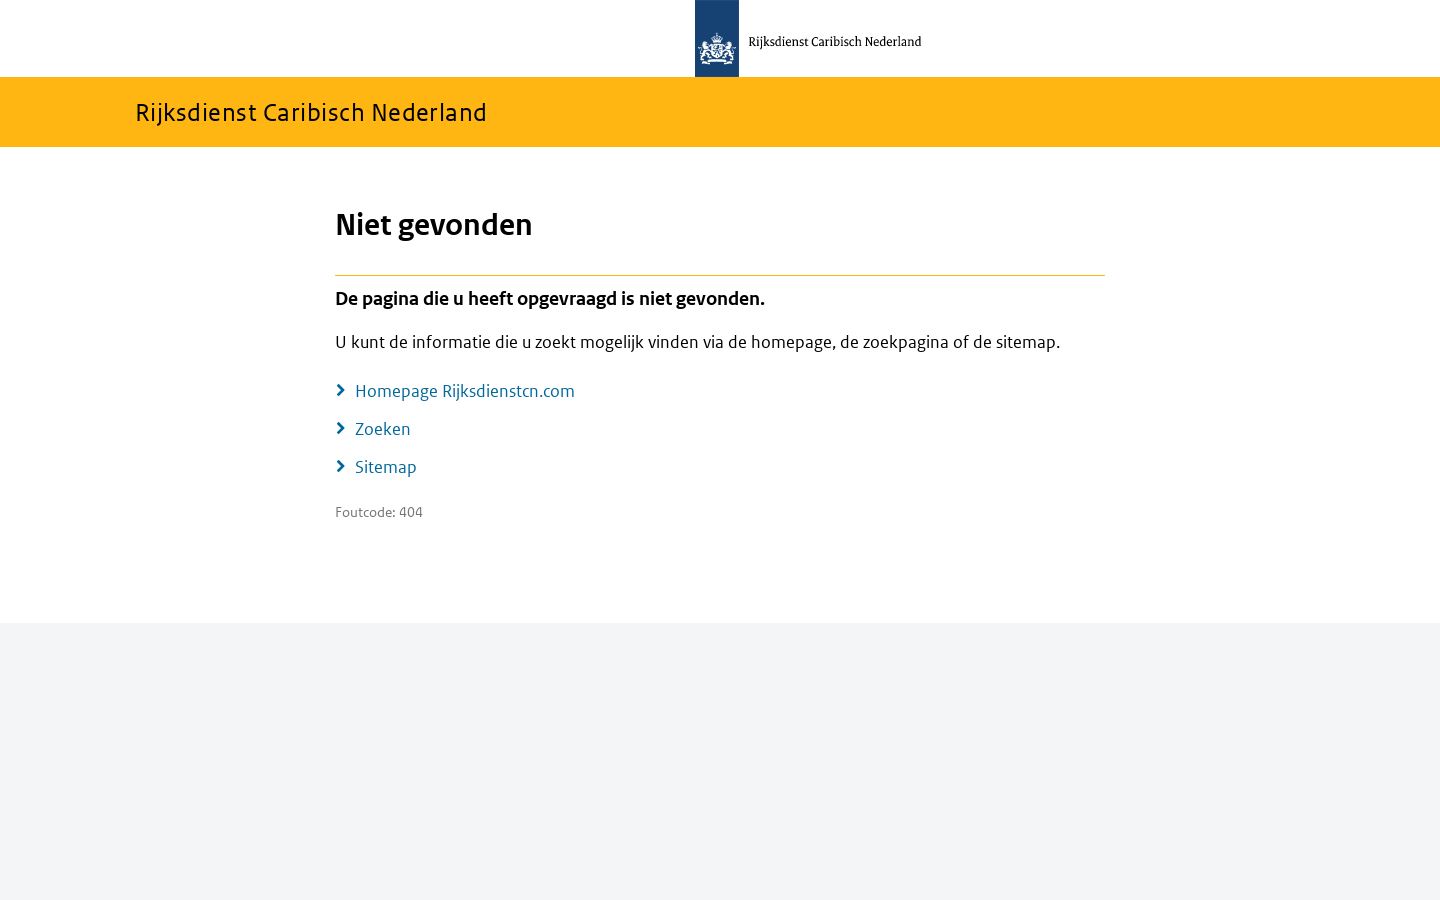 Rijksdienst Caribisch Nederland
Rijksdienst Caribisch Nederland
Niet gevonden
De pagina die u heeft opgevraagd is niet gevonden.
U kunt de informatie die u zoekt mogelijk vinden via de homepage, de zoekpagina of de sitemap.
Homepage Rijksdienstcn.com
Zoeken
Sitemap
Foutcode: 404